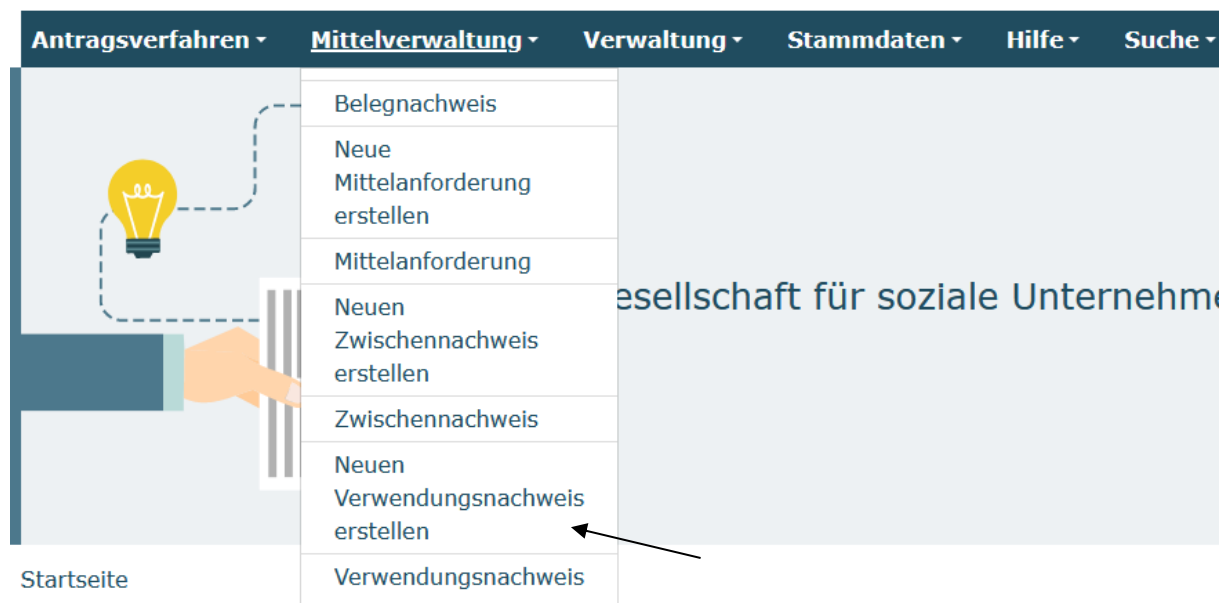 Antragsverfahren Mittelverwaltung Verwaltung Stammdaten Hilfe Suche
Belegnachweis
Neue
Mittelanforderung
erstellen
Mittelanforderung
Neuen
Zwischennachweis
erstellen
Zwischennachweis
Neuen
Verwendungsnachweis
erstellen
Verwendungsnachweis
esellschaft für soziale Unternehme
Startseite